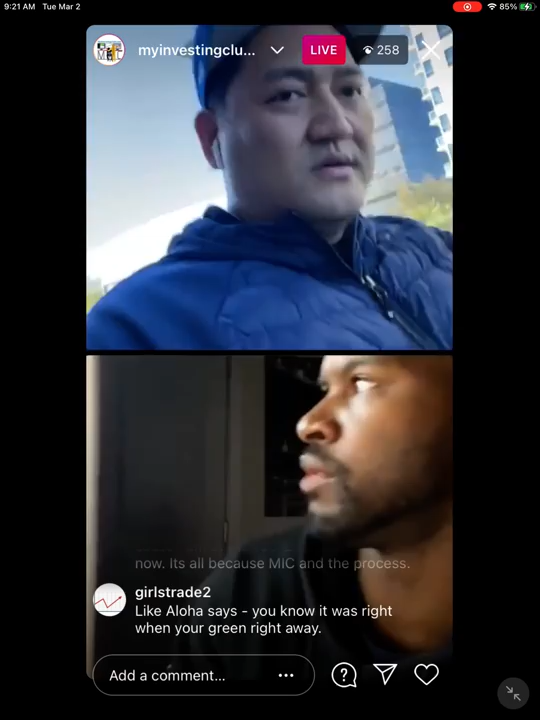 9:21 AM Tue Mar 2
85%
myinvestingclu...
LIVE
258
now. Its all because MIC and the process.
girlstrade2
Like Aloha says - you know it was right
when your green right away.
Add a comment...